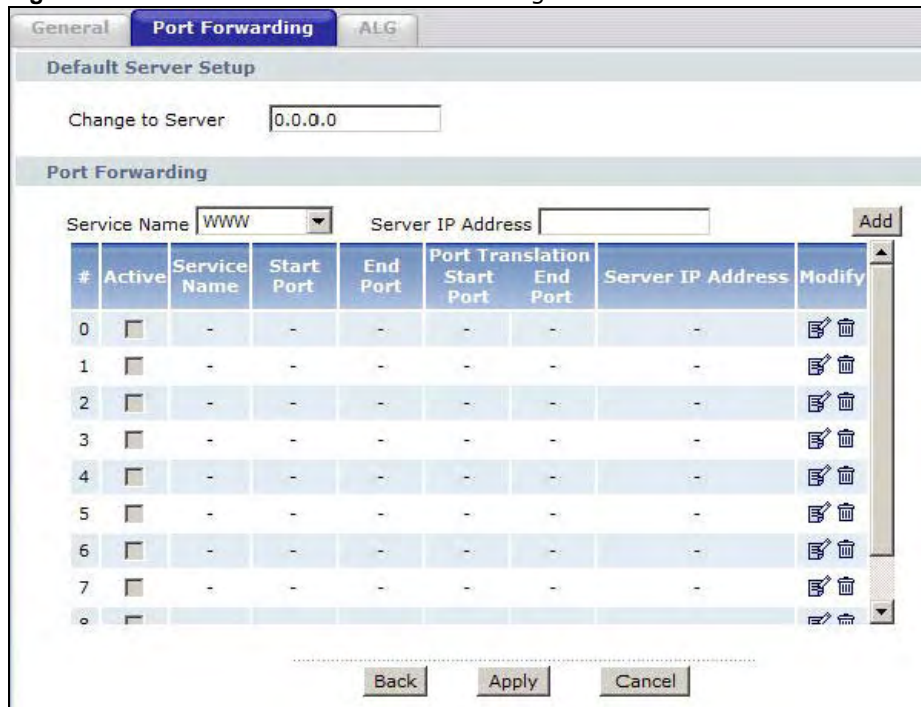 General Port Forwarding ALG
Default Server Setup
Change to Server 0.0.0.0
Port Forwarding
Service Name WWW Server IP Address Add
# Active Service Name Start Port End Port Port Translation Start Port End Port Server IP Address Modify
0 - - - - - -
1 - - - - - -
2 - - - - - -
3 - - - - - -
4 - - - - - -
5 - - - - - -
6 - - - - - -
7 - - - - - -
Back Apply Cancel